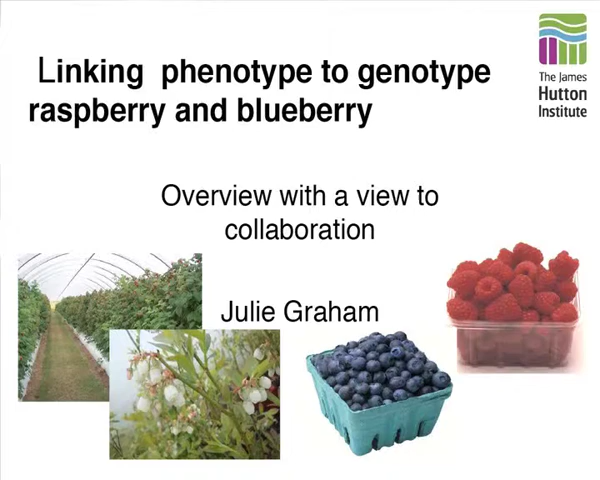 Linking phenotype to genotype
raspberry and blueberry
The James
Hutton
Institute
Overview with a view to
collaboration
Julie Graham